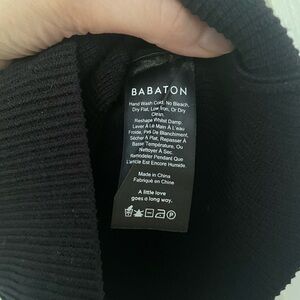 BABATON
Hand Wash Cold, No Bleach,
Dry Flat, Low Iron, Or Dry
Clean.
Reshape Whilst Damp
Laver À La Main À L'eau
Froide, Pas De Blanchiment,
Sécher À Plat, Repasser À
Basse Température, Ou
Nettoyer À Sec.
Remodeler Pendant Que
L'article Est Encore Humide.
Made in China
Fabriqué en Chine
A little love
goes a long way.